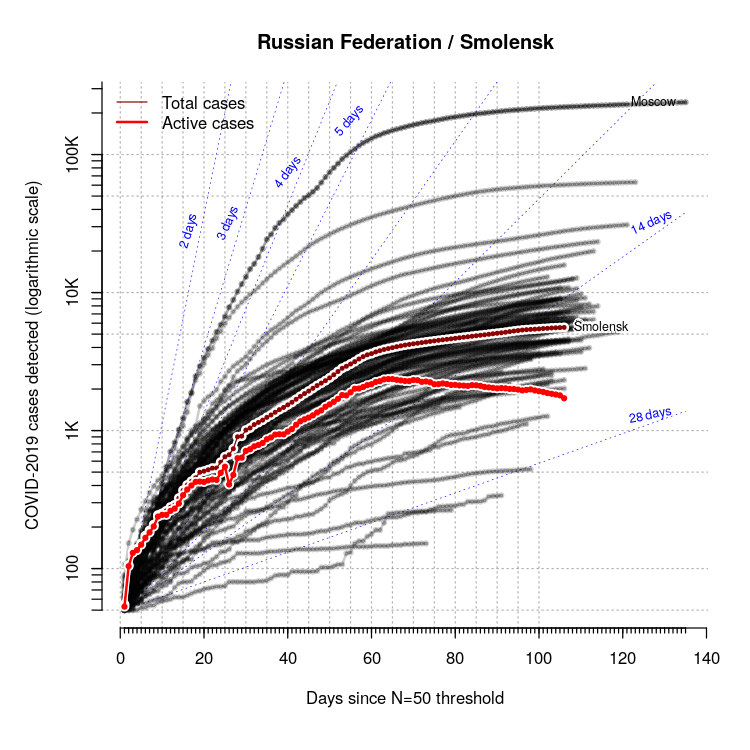 Russian Federation / Smolensk
Total cases
Active cases
Moscow
2 days
3 days
4 days
5 days
14 days
28 days
Smolensk
100K
10K
1K
100
COVID-2019 cases detected (logarithmic scale)
0 20 40 60 80 100 120 140
Days since N=50 threshold